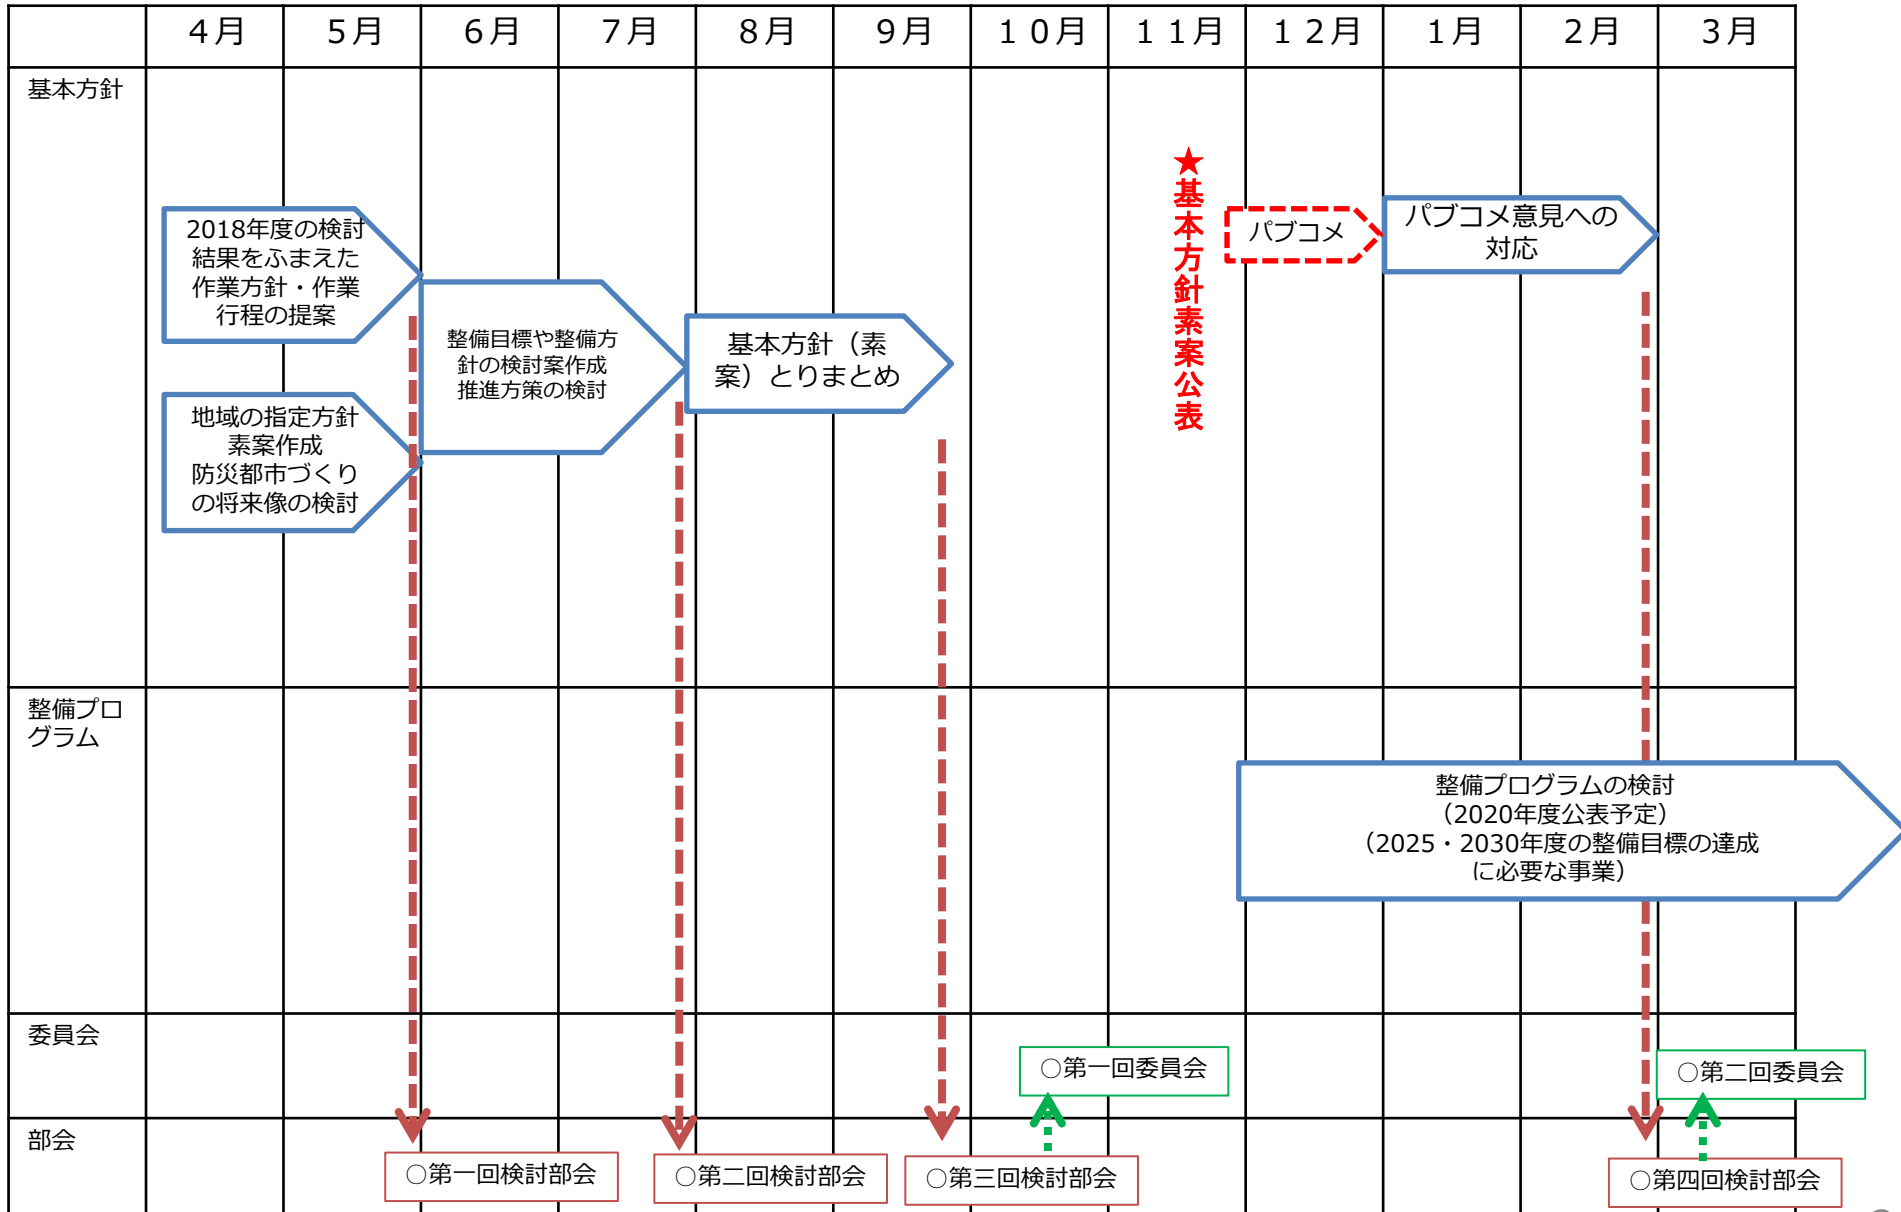 ４月 ５月 ６月 ７月 ８月 ９月 １０月 １１月 １２月 １月 ２月 ３月
基本方針
2018年度の検討
結果をふまえた
作業方針・作業
行程の提案
地域の指定方針
素案作成
防災都市づくり
の将来像の検討
整備目標や整備方
針の検討案作成
推進方策の検討
基本方針（素
案）とりまとめ
★基本方針素案公表
パブコメ
パブコメ意見への
対応
整備プロ
グラム
整備プログラムの検討
（2020年度公表予定）
（2025・2030年度の整備目標の達成
に必要な事業）
委員会
○第一回委員会
○第二回委員会
部会
○第一回検討部会
○第二回検討部会
○第三回検討部会
○第四回検討部会